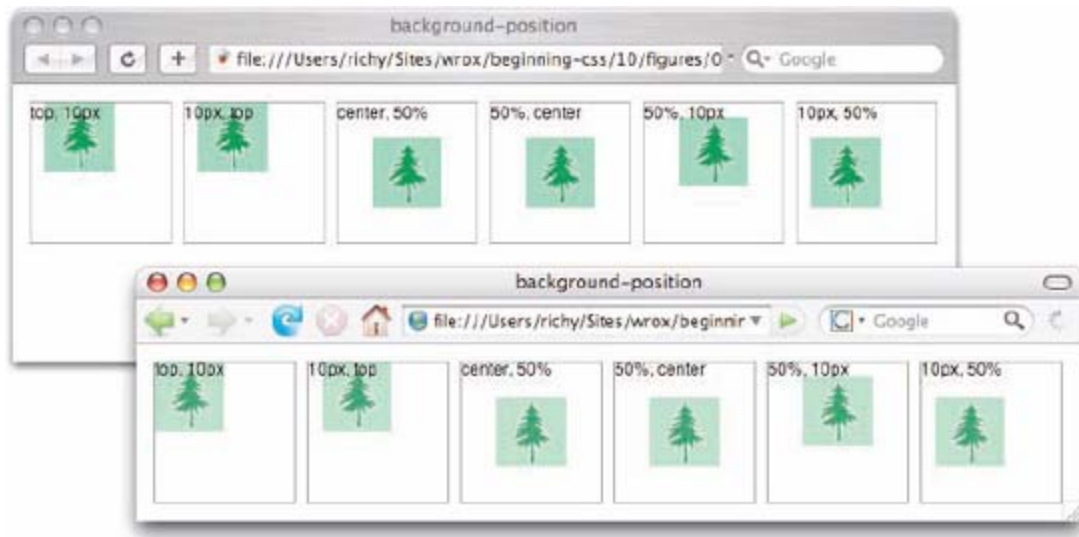 background-position
file:///Users/richy/Sites/wrox/beginning-css/10/figures/0
Google
top, 10px
10px, top
center, 50%
50%, center
50%, 10px
10px, 50%
background-position
file:///Users/richy/Sites/wrox/beginnir
Google
top, 10px
10px, top
center, 50%
50%, center
50%, 10px
10px, 50%